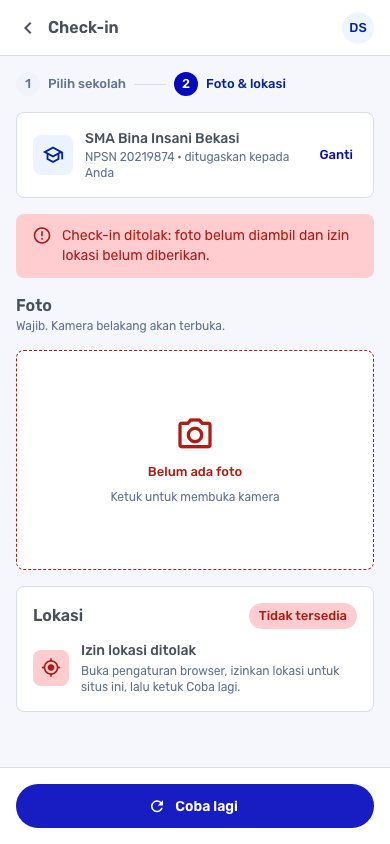 Check-in
DS
1 Pilih sekolah
2 Foto & lokasi
SMA Bina Insani Bekasi
NPSN 20219874 • ditugaskan kepada
Anda
Ganti
Check-in ditolak: foto belum diambil dan izin
lokasi belum diberikan.
Foto
Wajib. Kamera belakang akan terbuka.
Belum ada foto
Ketuk untuk membuka kamera
Lokasi
Tidak tersedia
Izin lokasi ditolak
Buka pengaturan browser, izinkan lokasi untuk
situs ini, lalu ketuk Coba lagi.
Coba lagi